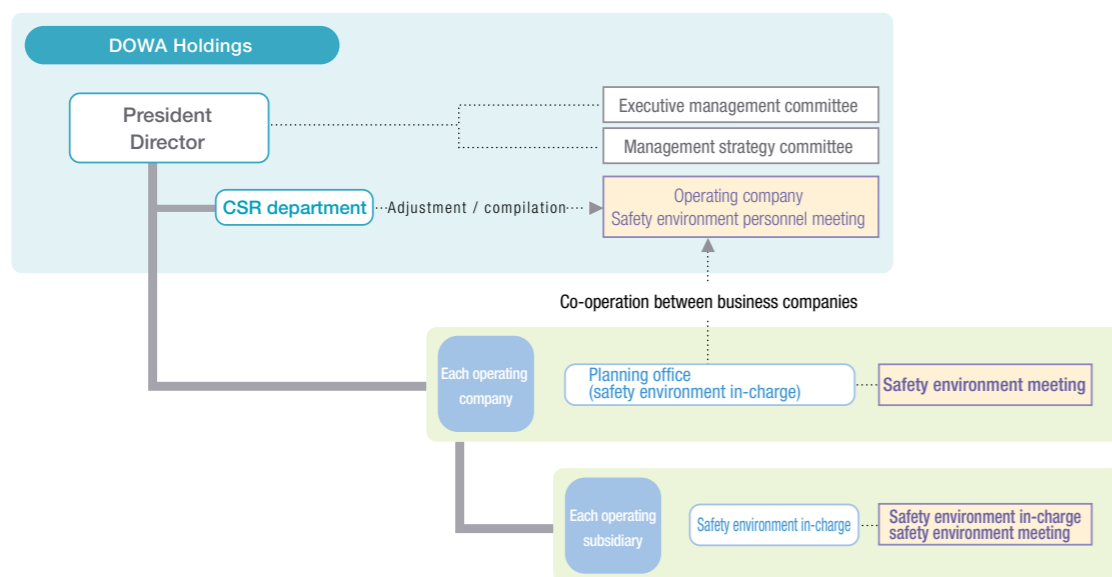 DOWA Holdings
President
Director
Executive management committee
Management strategy committee
CSR department
Adjustment / compilation
Operating company
Safety environment personnel meeting
Co-operation between business companies
Each operating
company
Planning office
(safety environment in-charge)
Safety environment meeting
Each operating
subsidiary
Safety environment in-charge
Safety environment in-charge
safety environment meeting